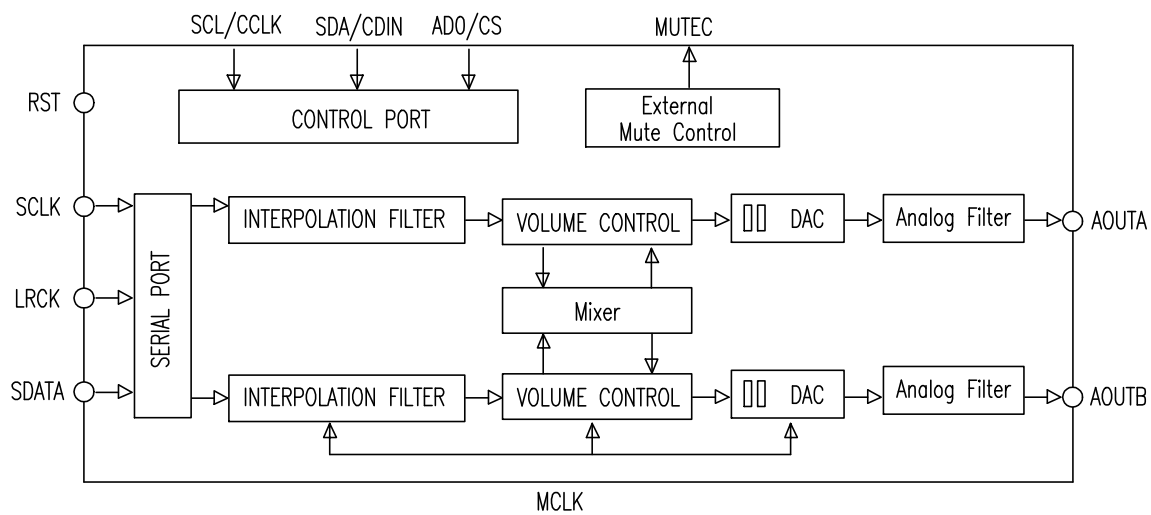 SCL/CCLK SDA/CDIN ADO/CS MUTEC
RST
CONTROL PORT
External
Mute Control
SCLK
INTERPOLATION FILTER
VOLUME CONTROL
DAC
Analog Filter
AOUTA
LRCK
SERIAL PORT
Mixer
SDATA
INTERPOLATION FILTER
VOLUME CONTROL
DAC
Analog Filter
AOUTB
MCLK